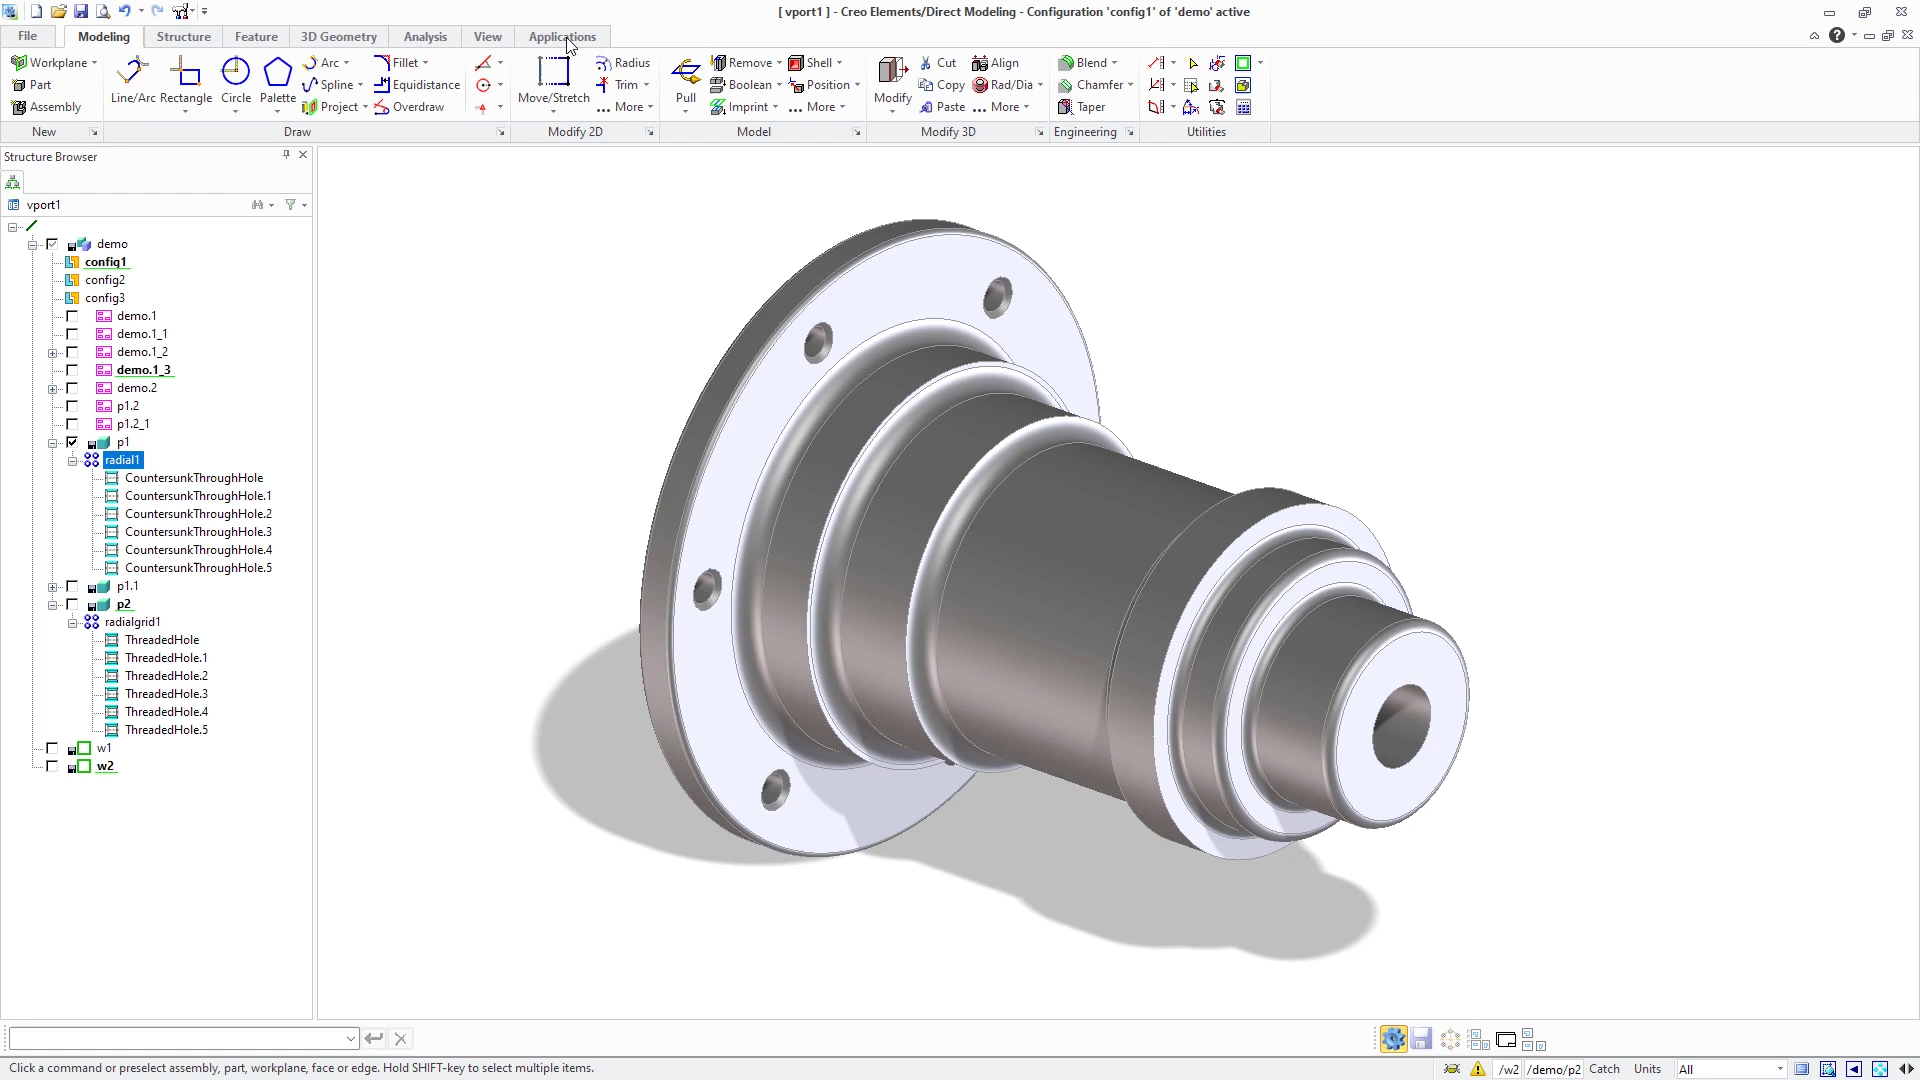 [ vport1 ] - Creo Elements/Direct Modeling - Configuration 'config1' of 'demo' active
File Modeling Structure Feature 3D Geometry Analysis View Applications
Workplane Arc Fillet Radius Remove Shell Cut Align Blend
Part Spline Equidistance Trim Boolean Position Copy Rad/Dia Chamfer
Line/Arc Rectangle Circle Palette Move/Stretch Pull Modify
Assembly Project Overdraw ... More Imprint ... More Paste ... More Taper
New Draw Modify 2D Model Modify 3D Engineering Utilities
Structure Browser
vport1
demo
config1
config2
config3
demo.1
demo.1_1
demo.1_2
demo.1_3
demo.2
p1.2
p1.2_1
p1
radial1
CountersunkThroughHole
CountersunkThroughHole.1
CountersunkThroughHole.2
CountersunkThroughHole.3
CountersunkThroughHole.4
CountersunkThroughHole.5
p1.1
p2
radialgrid1
ThreadedHole
ThreadedHole.1
ThreadedHole.2
ThreadedHole.3
ThreadedHole.4
ThreadedHole.5
w1
w2
Click a command or preselect assembly, part, workplane, face or edge. Hold SHIFT-key to select multiple items.
/w2 /demo/p2 Catch Units All